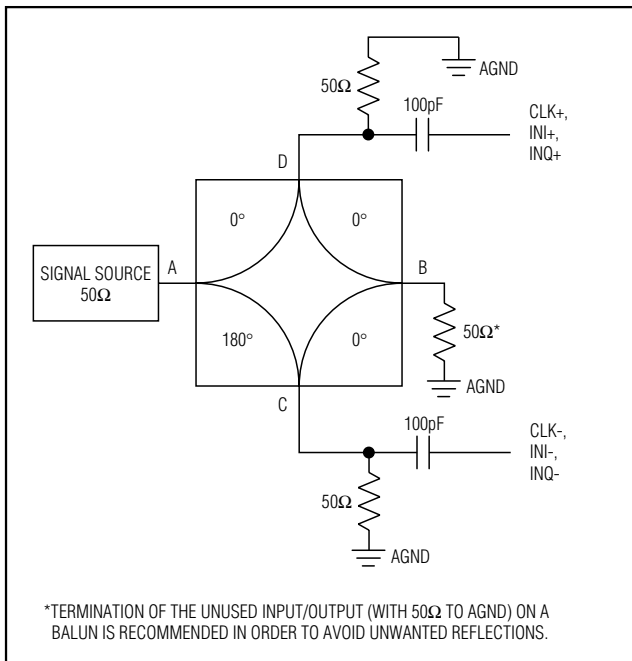 AGND
50Ω
100pF
CLK+,
INI+,
INQ+
D
0°
0°
SIGNAL SOURCE
50Ω
A
B
180°
0°
50Ω*
AGND
C
100pF
CLK-,
INI-,
INQ-
50Ω
AGND
*TERMINATION OF THE UNUSED INPUT/OUTPUT (WITH 50Ω TO AGND) ON A
BALUN IS RECOMMENDED IN ORDER TO AVOID UNWANTED REFLECTIONS.